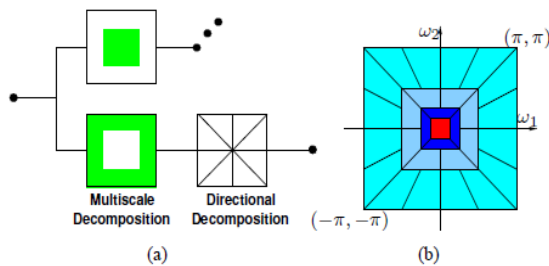 Multiscale
Decomposition
Directional
Decomposition
(a)
ω₂
(π, π)
ω₁
(−π, −π)
(b)